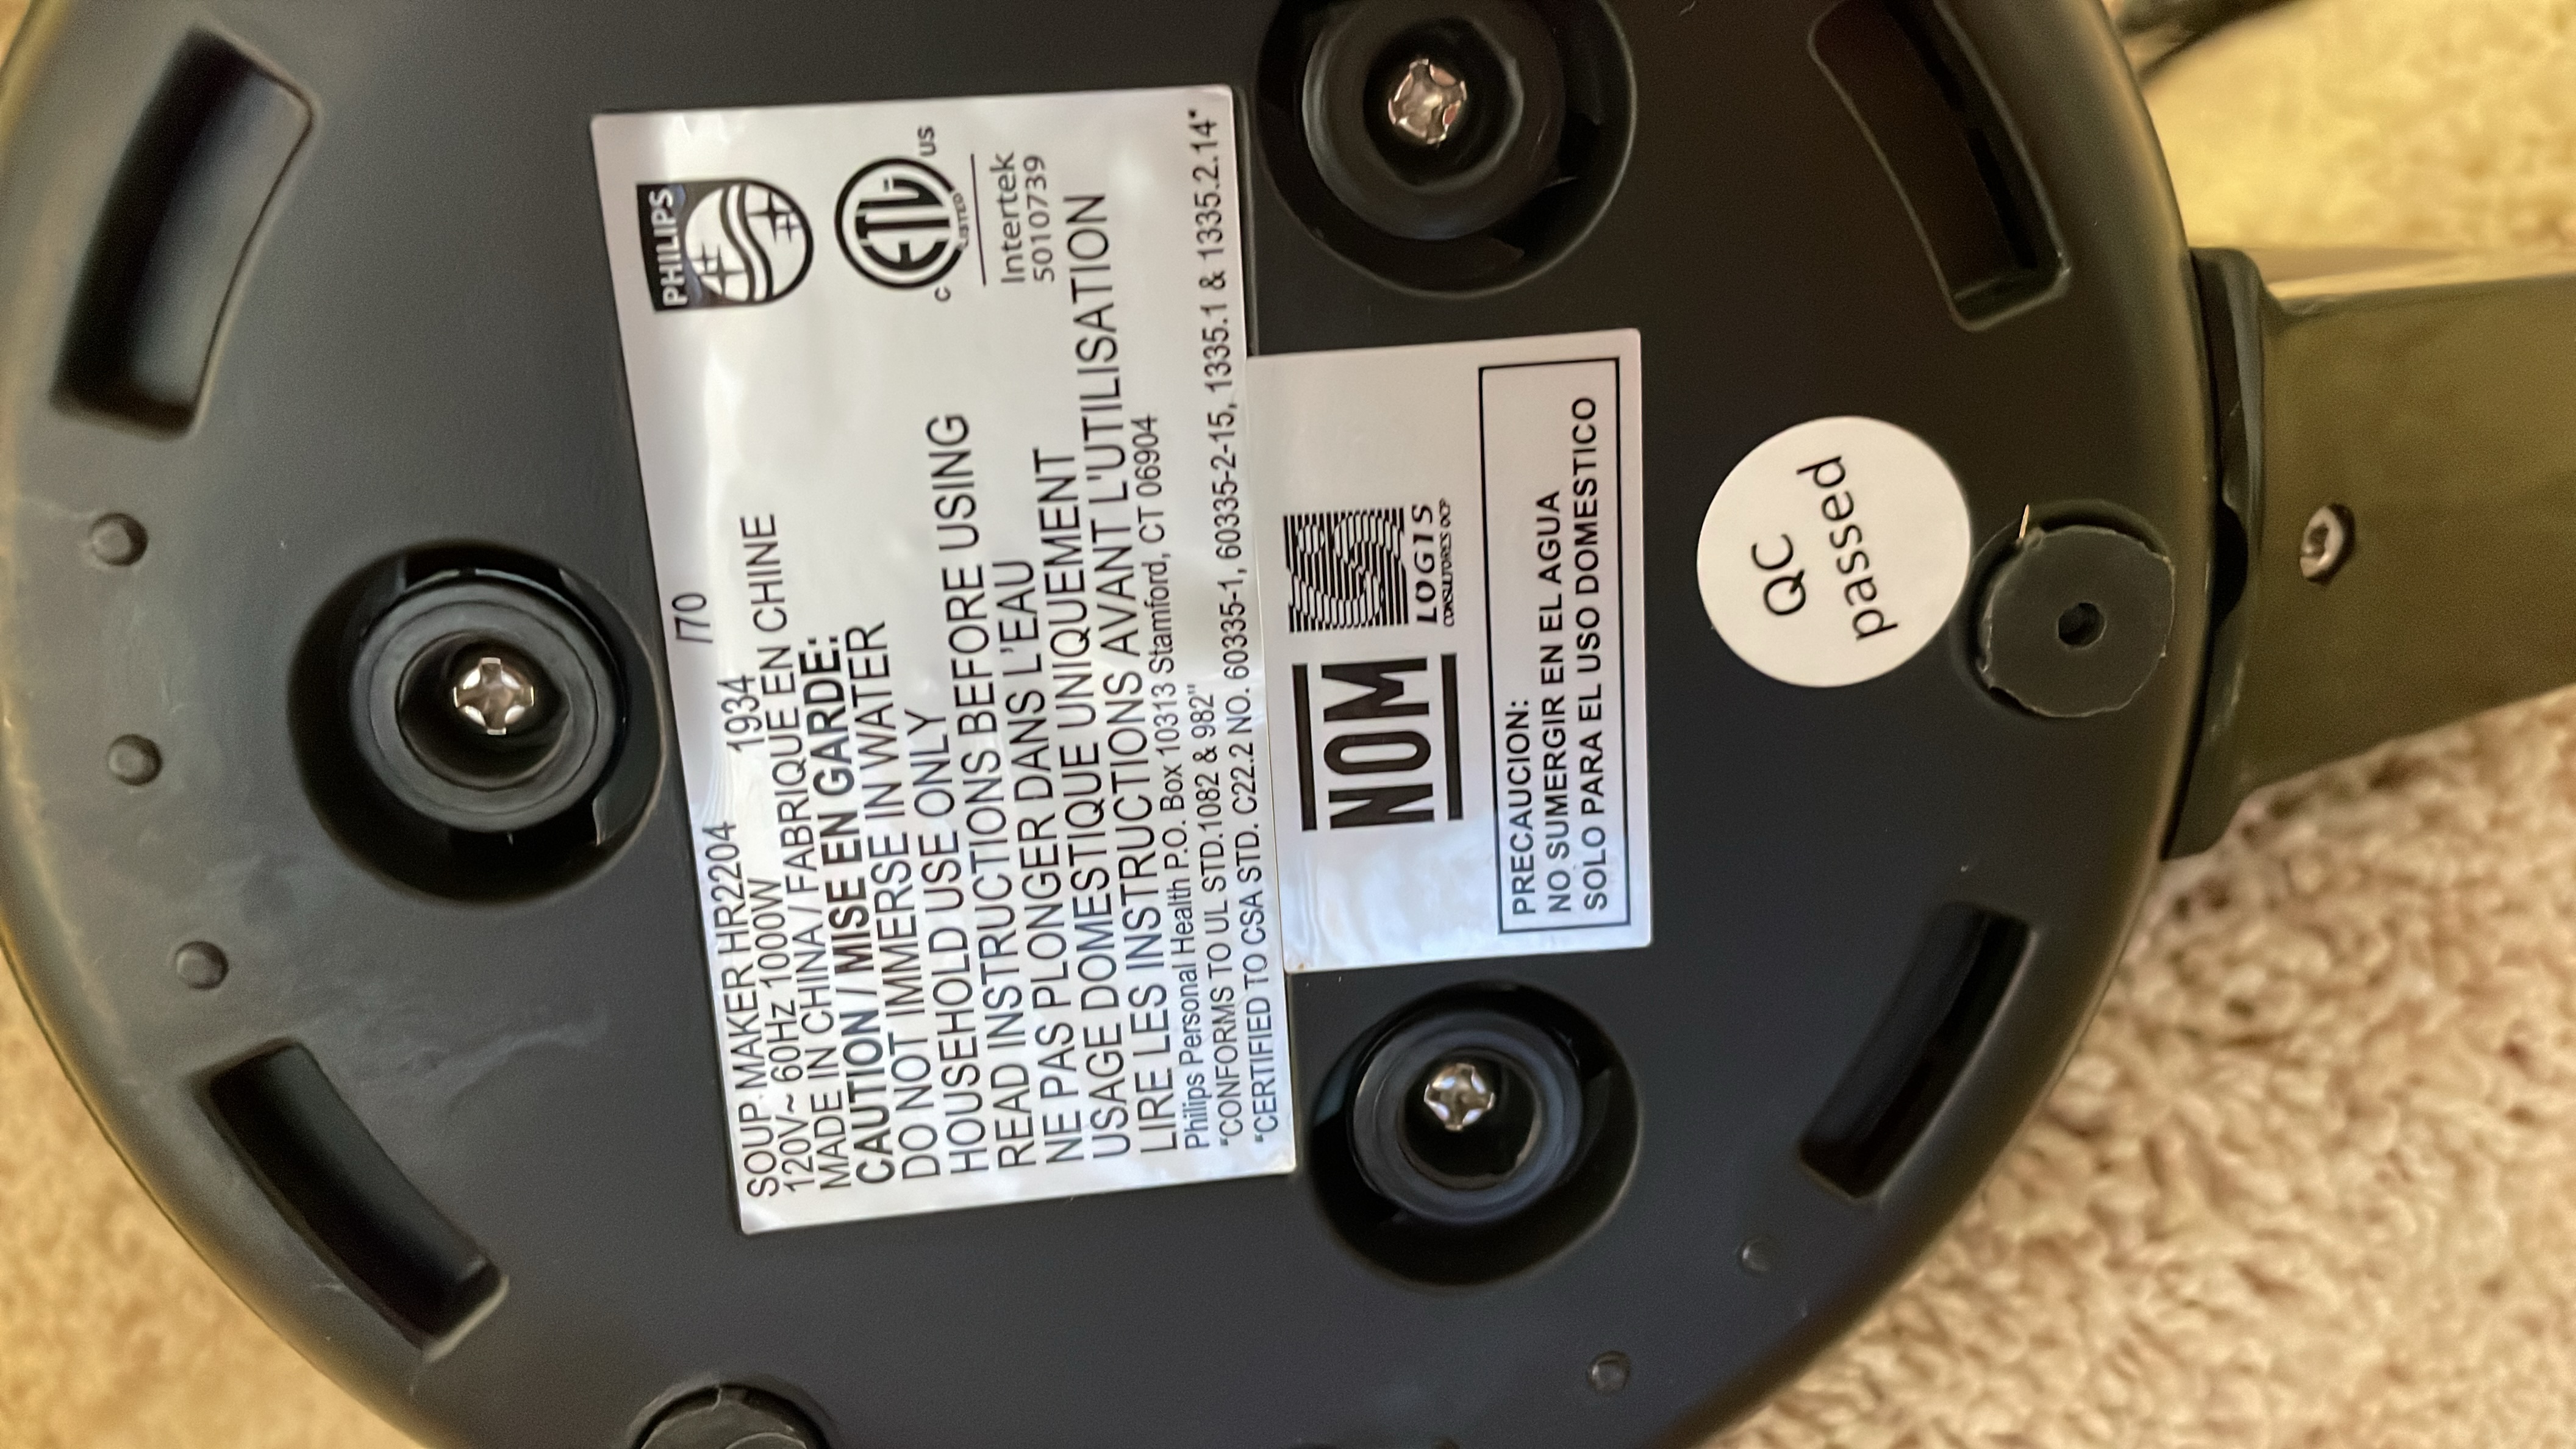 /70
SOUP MAKER HR2204 1934
120V~ 60Hz 1000W
MADE IN CHINA / FABRIQUE EN CHINE
CAUTION / MISE EN GARDE:
DO NOT IMMERSE IN WATER
HOUSEHOLD USE ONLY
READ INSTRUCTIONS BEFORE USING
NE PAS PLONGER DANS L'EAU
USAGE DOMESTIQUE UNIQUEMENT
LIRE LES INSTRUCTIONS AVANT L'UTILISATION
Philips Personal Health P.O. Box 10313 Stamford, CT 06904
"CONFORMS TO UL STD.1082 & 982"
"CERTIFIED TO CSA STD. C22.2 NO. 60335-1, 60335-2-15, 1335.1 & 1335.2.14"
PHILIPS
ETL
LISTED
C US
Intertek
5010739
NOM
LOGIS
CONSULTORES OCP
PRECAUCION:
NO SUMERGIR EN EL AGUA
SOLO PARA EL USO DOMESTICO
QC
passed